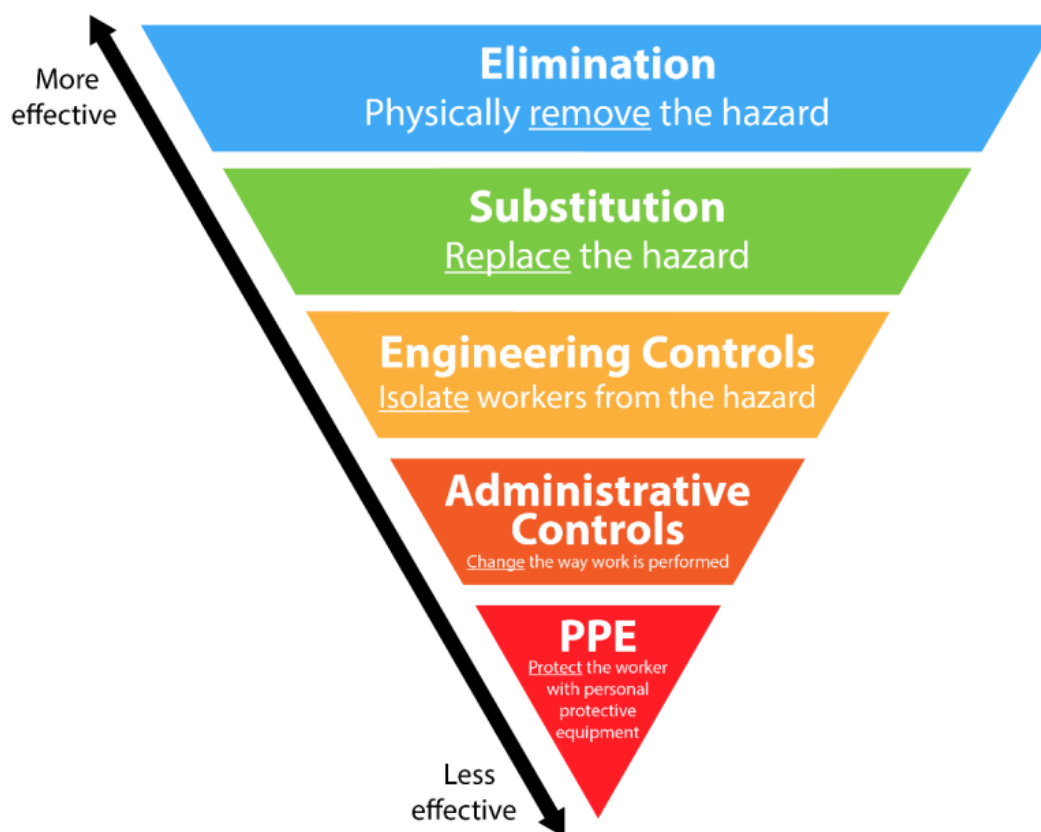 More
effective
Elimination
Physically remove the hazard
Substitution
Replace the hazard
Engineering Controls
Isolate workers from the hazard
Administrative
Controls
Change the way work is performed
PPE
Protect the worker
with personal
protective
equipment
Less
effective